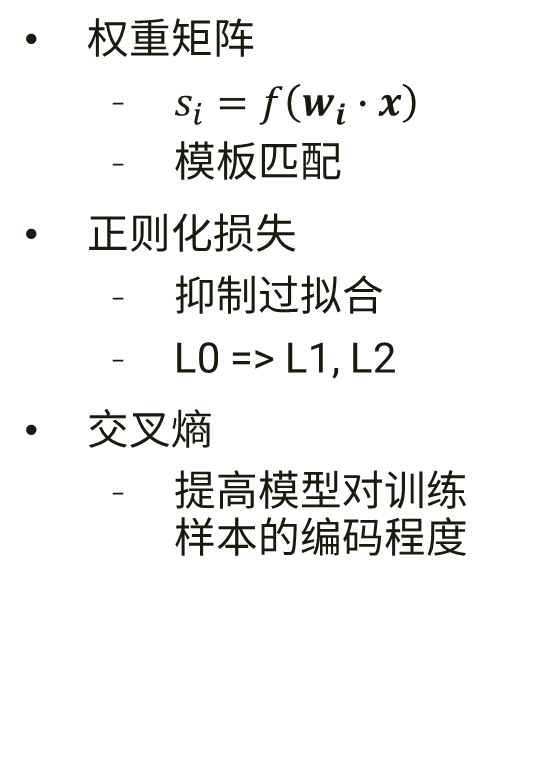 • 权重矩阵
- sᵢ = f(wᵢ · x)
- 模板匹配
• 正则化损失
- 抑制过拟合
- L0 => L1, L2
• 交叉熵
- 提高模型对训练
样本的编码程度